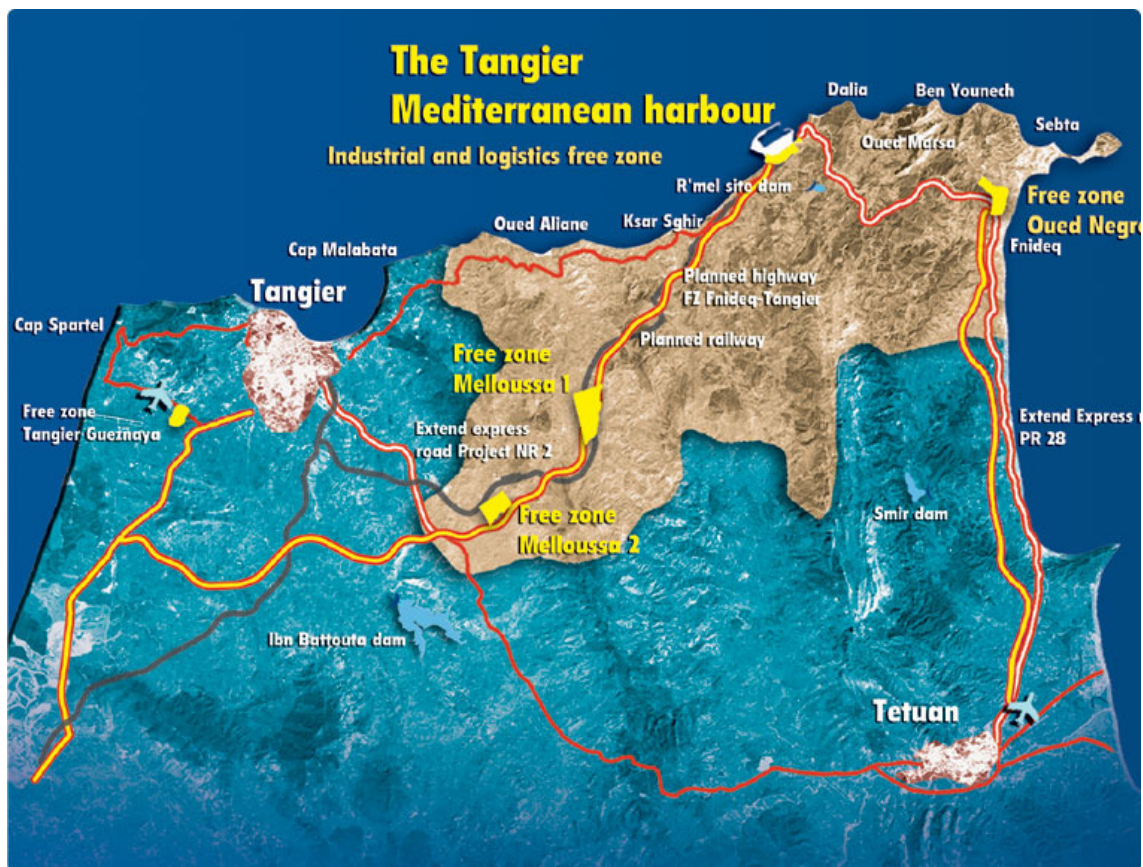 The Tangier
Mediterranean harbour
Industrial and logistics free zone
Dalia
Ben Younech
Sebta
Oued Marsa
R'mel site dam
Free zone
Oued Negro
Fnideq
Oued Aliane
Ksar Sghir
Cap Malabata
Planned highway
FZ Fnideq-Tangier
Tangier
Cap Spartel
Planned railway
Free zone
Melloussa 1
Free zone
Tangier Gueznaya
Extend express
road Project NR 2
Extend Express
PR 28
Free zone
Melloussa 2
Smir dam
Ibn Battouta dam
Tetuan